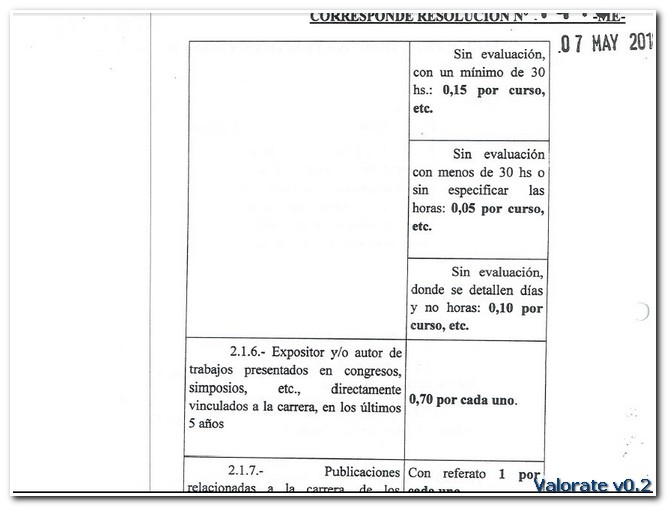 CORRESPONDE RESOLUCION Nº -ME-
07 MAY 201
Sin evaluación,
con un mínimo de 30
hs.: 0,15 por curso,
etc.
Sin evaluación
con menos de 30 hs o
sin especificar las
horas: 0,05 por curso,
etc.
Sin evaluación,
donde se detallen días
y no horas: 0,10 por
curso, etc.
2.1.6.- Expositor y/o autor de
trabajos presentados en congresos,
simposios, etc., directamente
vinculados a la carrera, en los últimos
5 años
0,70 por cada uno.
2.1.7.- Publicaciones
relacionadas a la carrera de los
Con referato 1 por
cada uno
Valorate v0.2